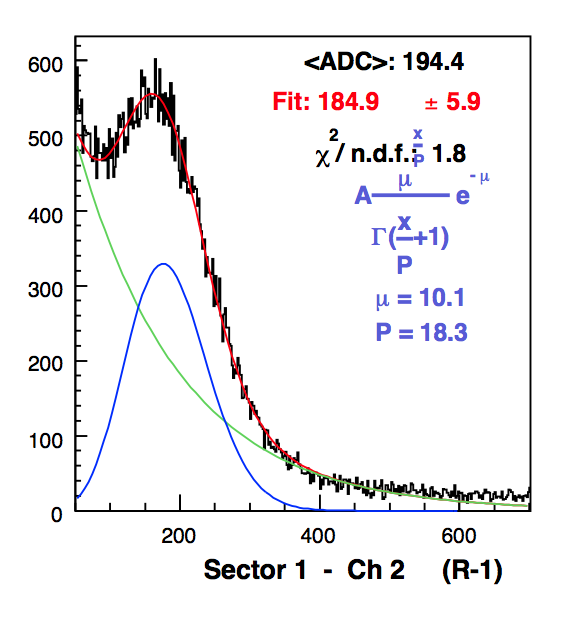 <ADC>: 194.4
Fit: 184.9 ± 5.9
χ²/ n.d.f.: 1.8
x
P
A μ e - μ
Γ(x+1)
P
μ = 10.1
P = 18.3
600
500
400
300
200
100
0
200 400 600
Sector 1 - Ch 2 (R-1)